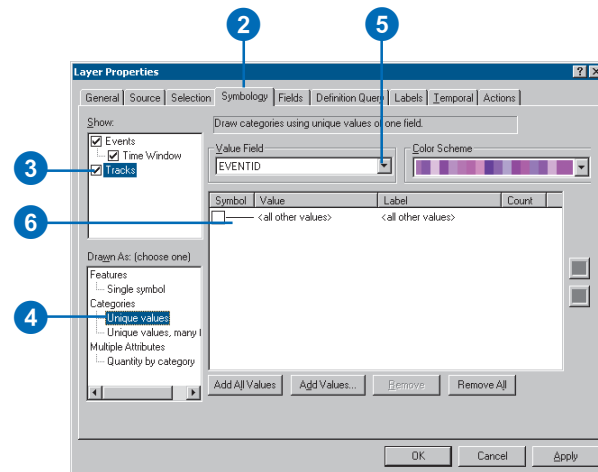 2
5
Layer Properties
General Source Selection Symbology Fields Definition Query Labels Temporal Actions
Show:
Draw categories using unique values of one field.
Events
Time Window
Tracks
Value Field
EVENTID
Color Scheme
3
Symbol Value Label Count
<all other values> <all other values>
6
Drawn As: (choose one)
Features
Single symbol
Categories
Unique values
4
Unique values, many
Multiple Attributes
Quantity by category
Add All Values Add Values... Remove Remove All
OK Cancel Apply